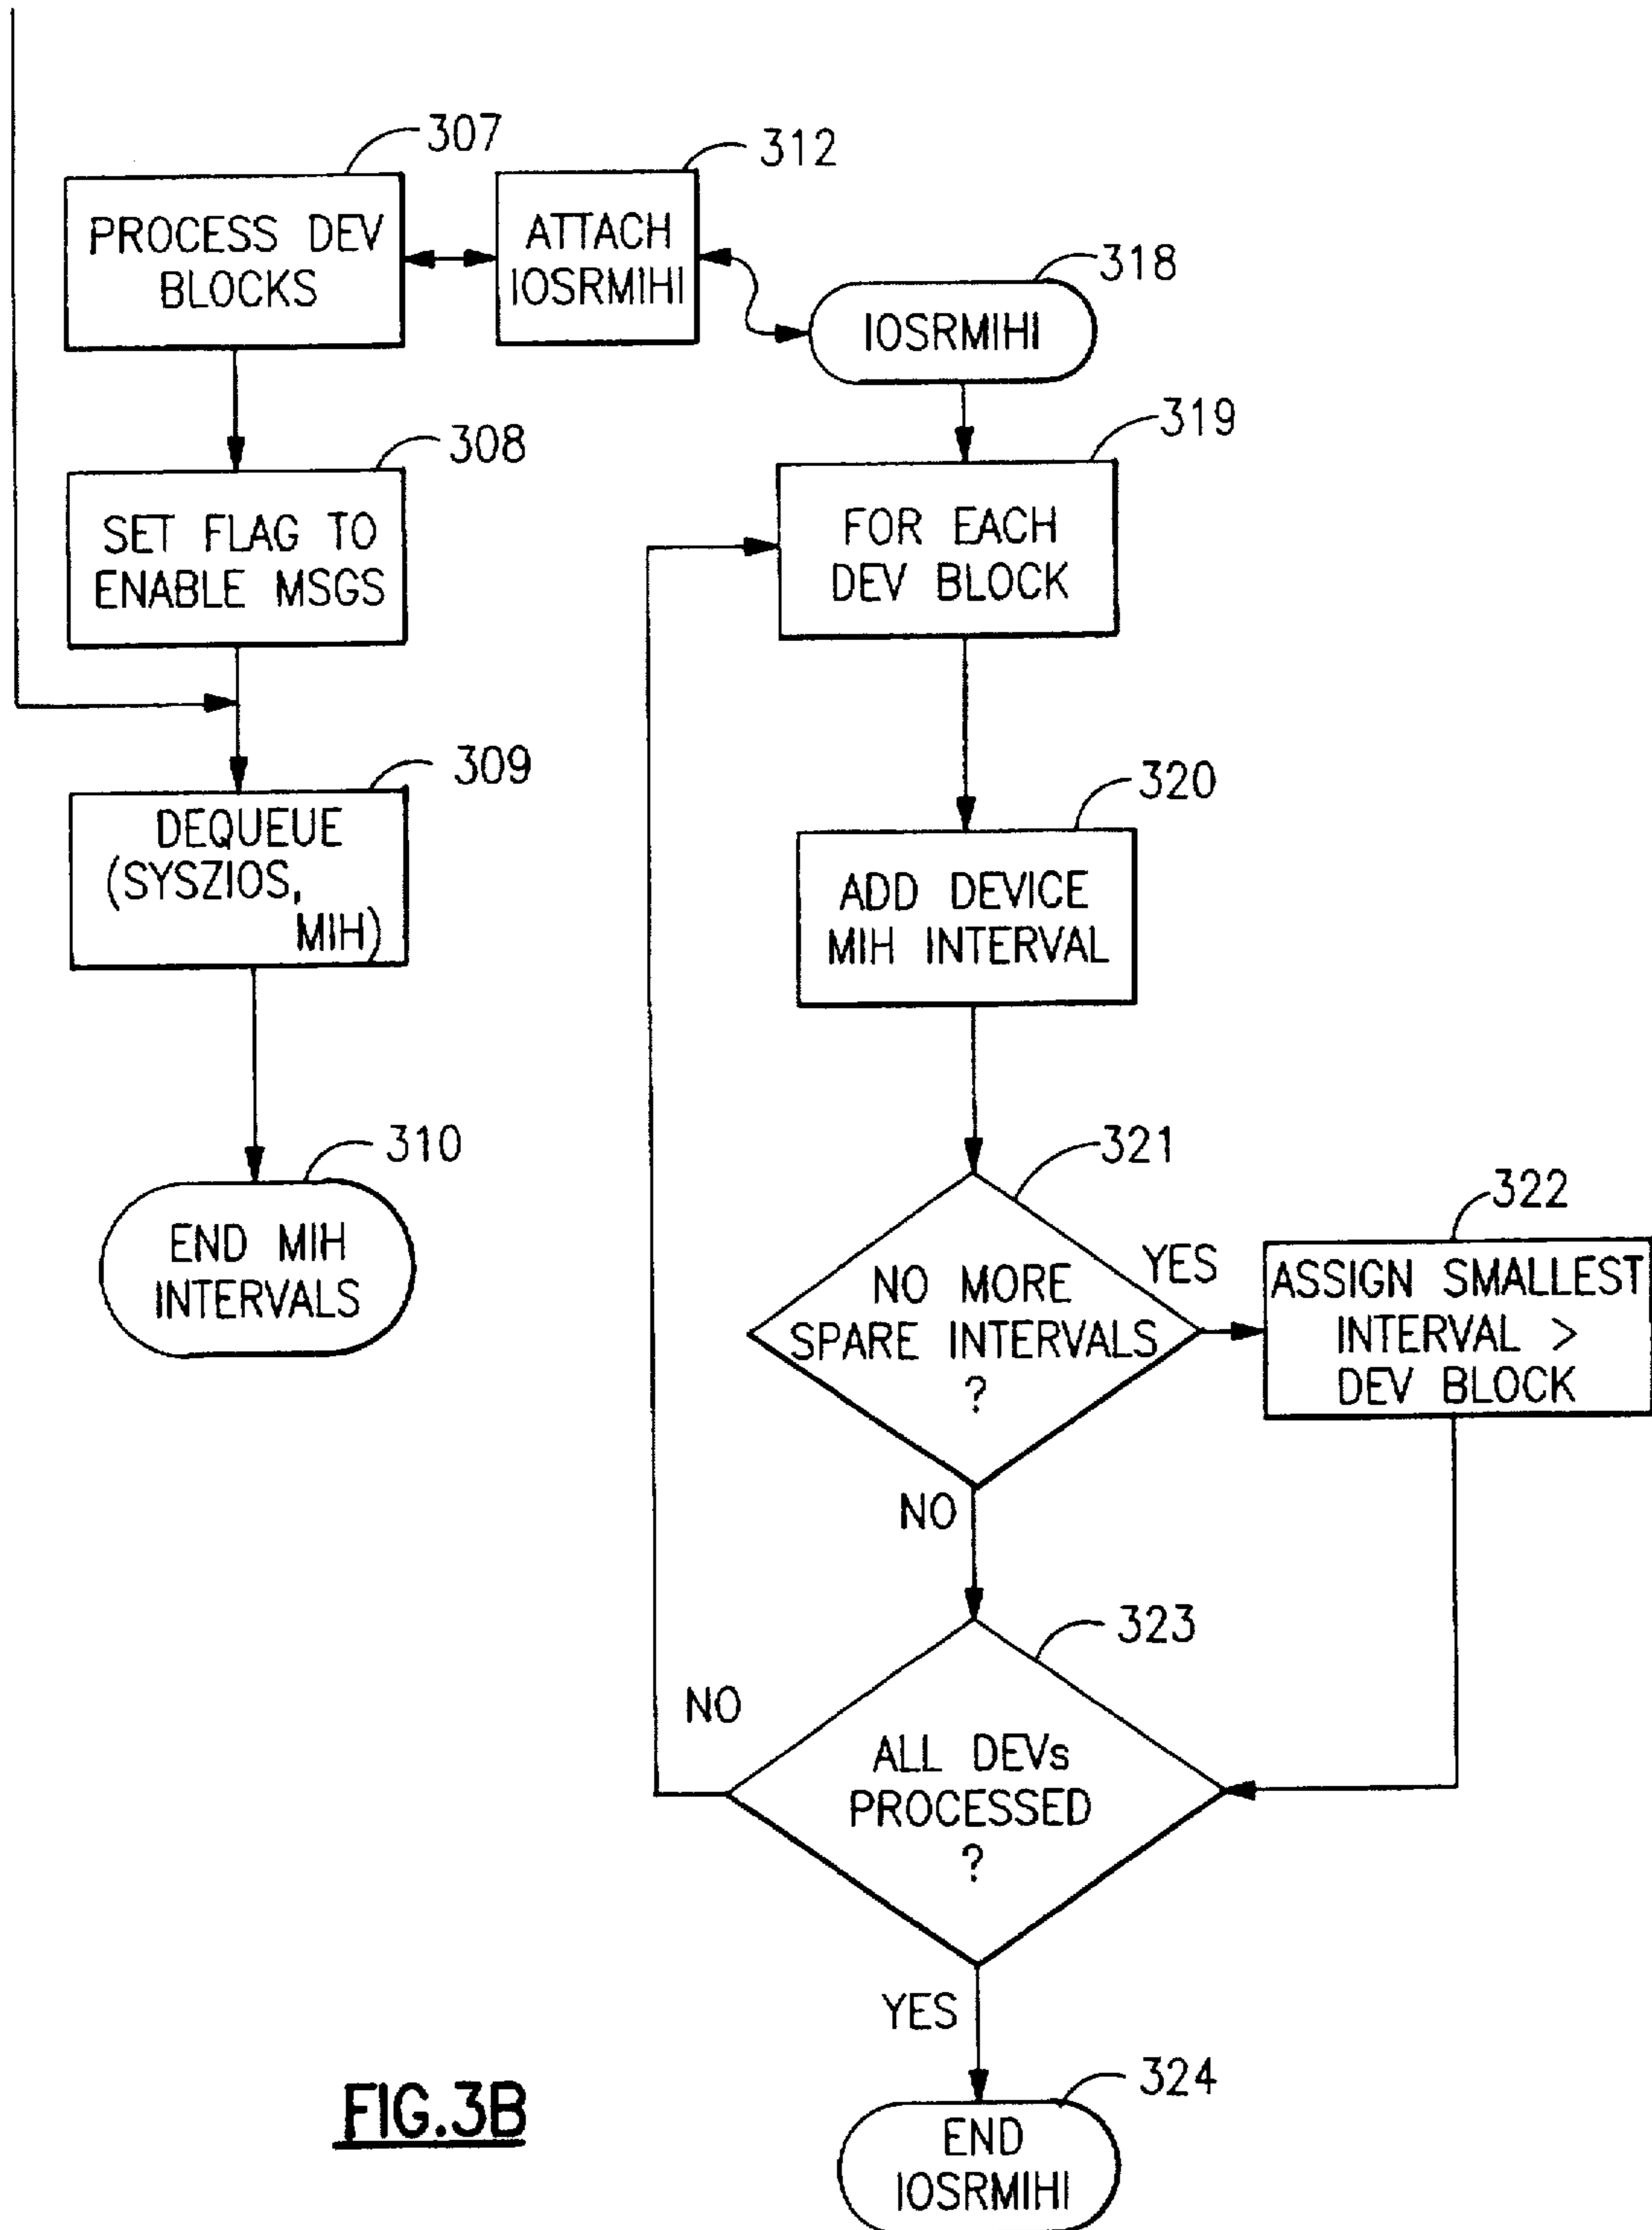 307
PROCESS DEV
BLOCKS
312
ATTACH
IOSRMIHI
318
IOSRMIHI
308
SET FLAG TO
ENABLE MSGS
319
FOR EACH
DEV BLOCK
309
DEQUEUE
(SYSZIOS,
MIH)
320
ADD DEVICE
MIH INTERVAL
310
END MIH
INTERVALS
321
NO MORE
SPARE INTERVALS
?
YES
NO
322
ASSIGN SMALLEST
INTERVAL >
DEV BLOCK
323
ALL DEVs
PROCESSED
?
NO
YES
324
END
IOSRMIHI
FIG.3B